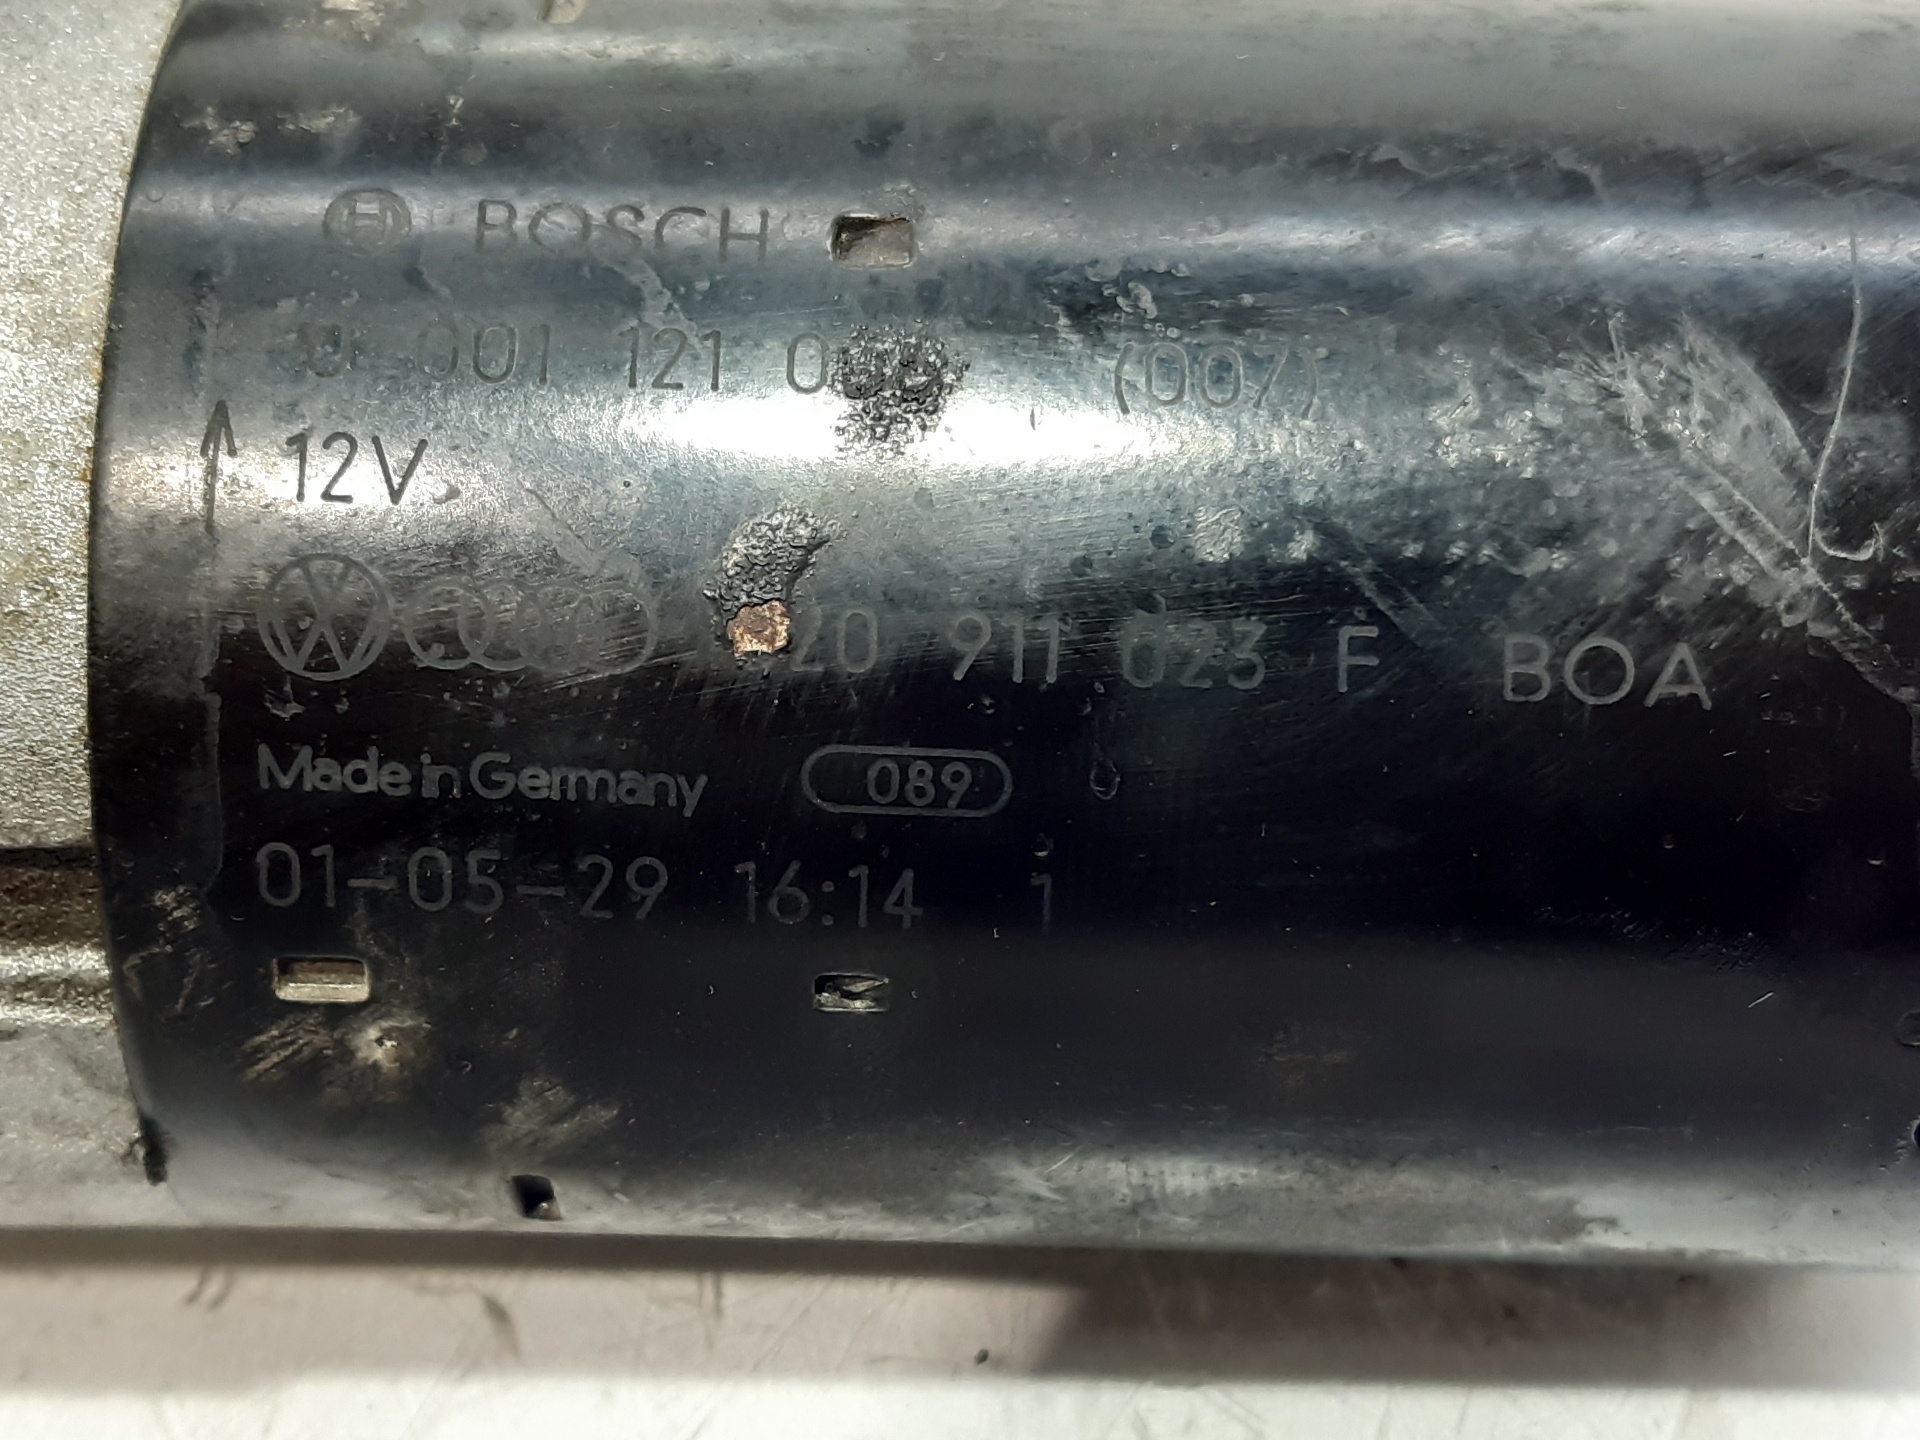 BOSCH
001 121 (007)
12V
20 911 023 F BOA
Made in Germany 089
01-05-29 16:14 1